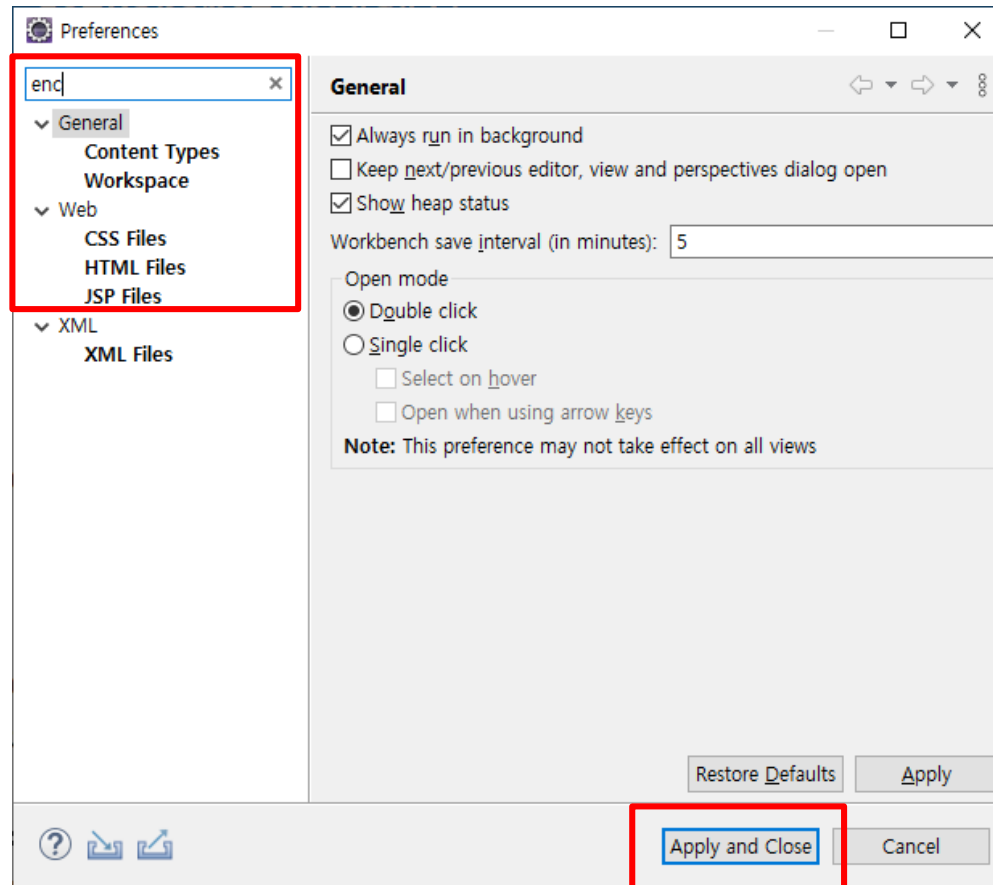 Preferences
enc
General
Content Types
Workspace
Web
CSS Files
HTML Files
JSP Files
XML
XML Files
General
Always run in background
Keep next/previous editor, view and perspectives dialog open
Show heap status
Workbench save interval (in minutes): 5
Open mode
Double click
Single click
Select on hover
Open when using arrow keys
Note: This preference may not take effect on all views
Restore Defaults Apply
Apply and Close Cancel